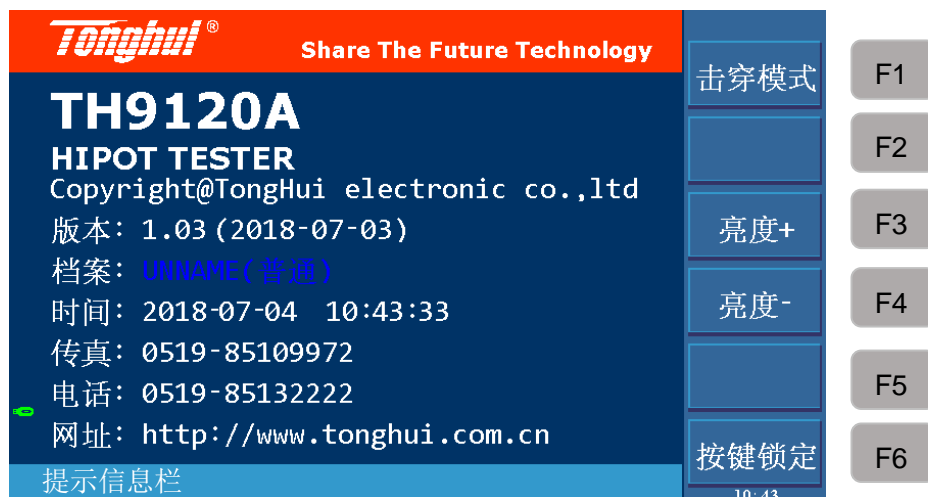 Tonghui®
Share The Future Technology
TH9120A
HIPOT TESTER
Copyright@TongHui electronic co.,ltd
版本：1.03(2018-07-03)
档案：UNNAME(普通)
时间：2018-07-04 10:43:33
传真：0519-85109972
电话：0519-85132222
网址：http://www.tonghui.com.cn
提示信息栏
击穿模式
亮度+
亮度-
按键锁定
10:43
F1
F2
F3
F4
F5
F6